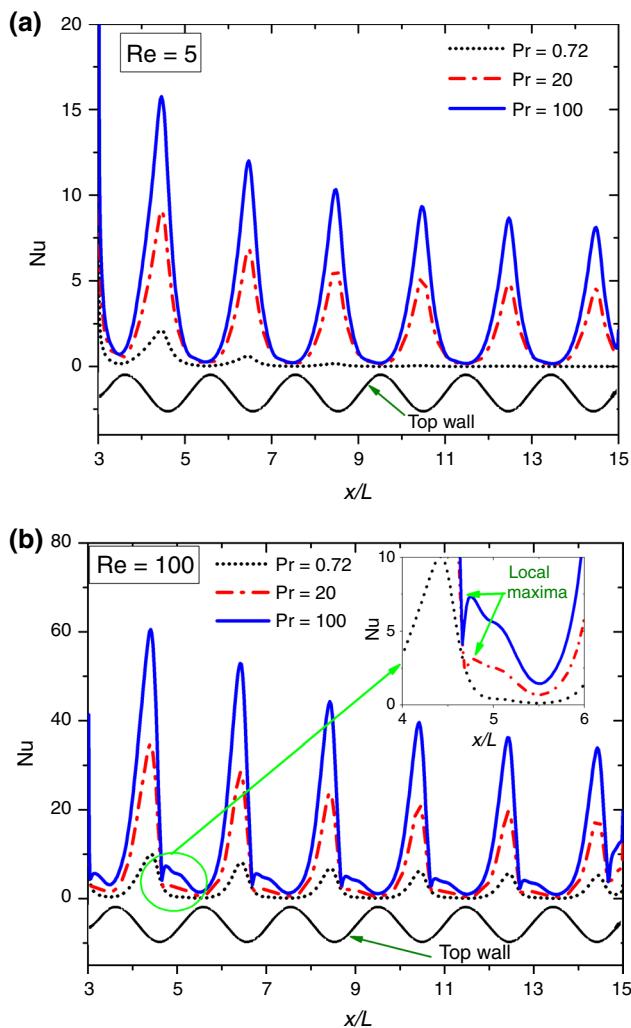 (a)
Re = 5
Pr = 0.72
Pr = 20
Pr = 100
20
15
10
5
0
Nu
Top wall
3 5 7 9 11 13 15
x/L
(b)
Re = 100
Pr = 0.72
Pr = 20
Pr = 100
80
60
40
20
0
Nu
10
5
0
Nu
Local
maxima
4 5 6
x/L
Top wall
3 5 7 9 11 13 15
x/L